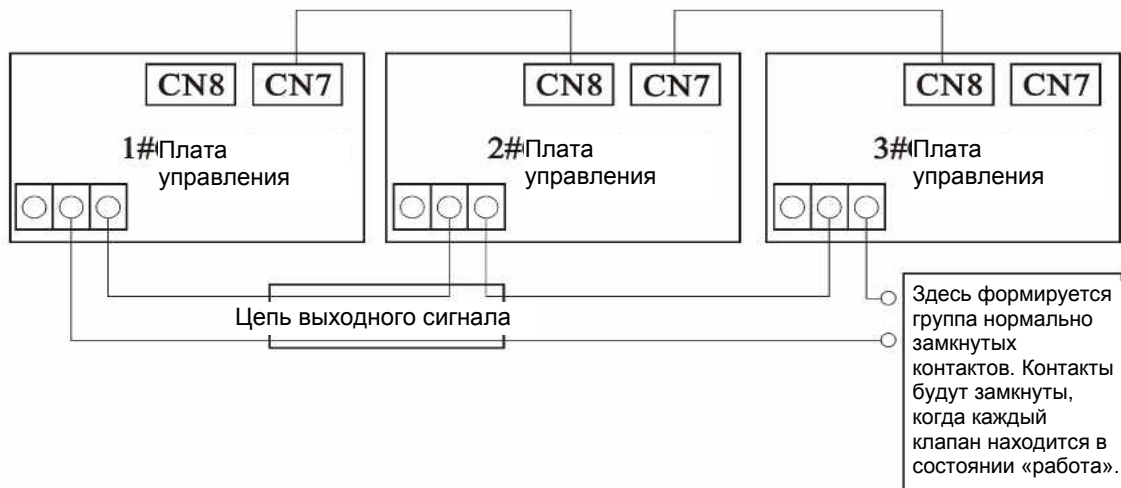 CN8 CN7
1#Плата
управления
CN8 CN7
2#Плата
управления
CN8 CN7
3#Плата
управления
Цепь выходного сигнала
Здесь формируется
группа нормально
замкнутых
контактов. Контакты
будут замкнуты,
когда каждый
клапан находится в
состоянии «работа».